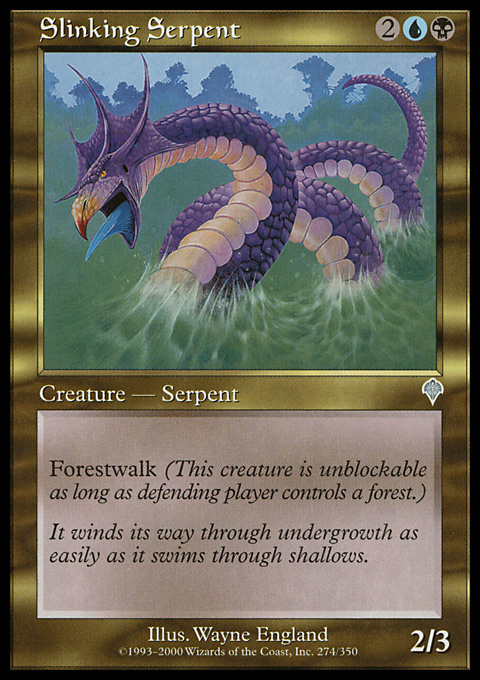 Slinking Serpent 2
Creature — Serpent
Forestwalk (This creature is unblockable
as long as defending player controls a forest.)
It winds its way through undergrowth as
easily as it swims through shallows.
Illus. Wayne England
2/3
©1993–2000 Wizards of the Coast, Inc. 274/350